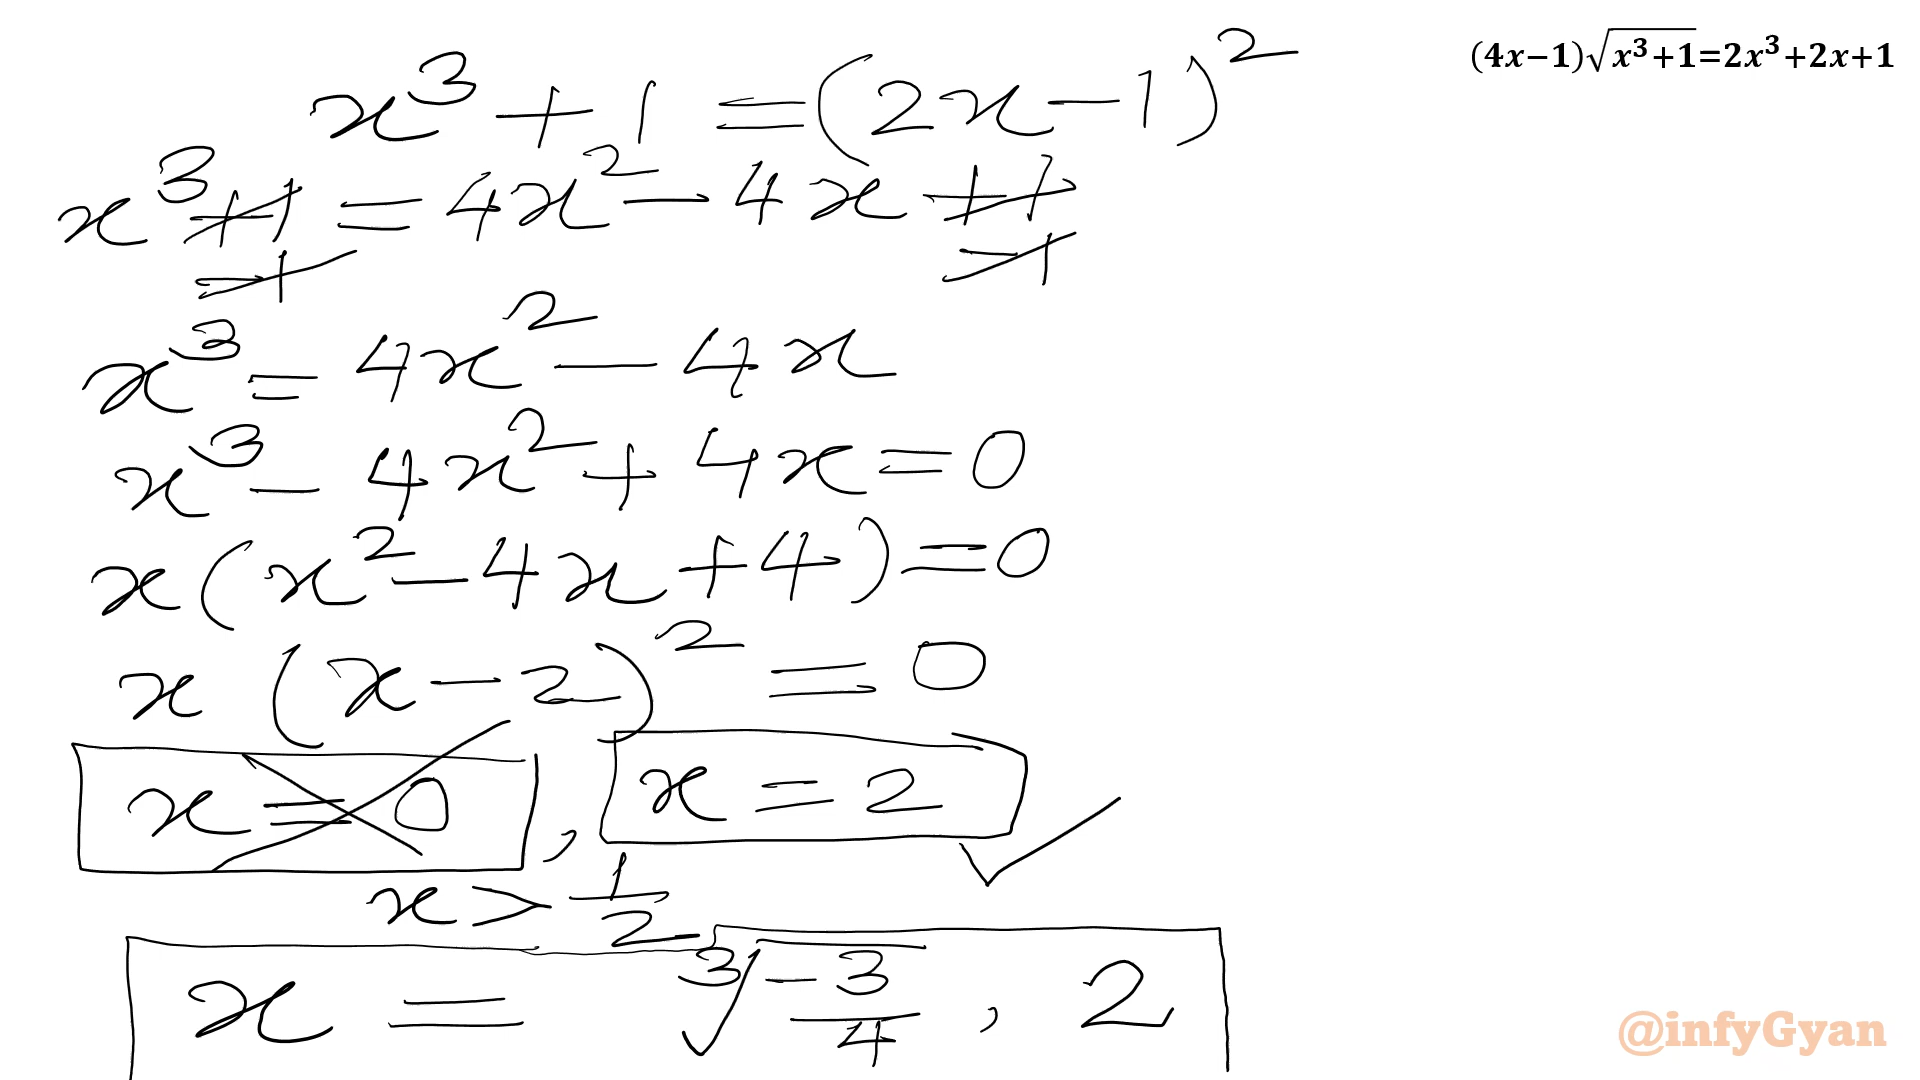 (4x−1)√(x³+1)=2x³+2x+1
x³ + 1 = (2x − 1)²
x³ + 1 = 4x² − 4x + 1
−1 −1
x³ = 4x² − 4x
x³ − 4x² + 4x = 0
x(x² − 4x + 4) = 0
x (x − 2)² = 0
x = 0 , x = 2
x > 1/2
x = ∛(−3/4) , 2
@infyGyan